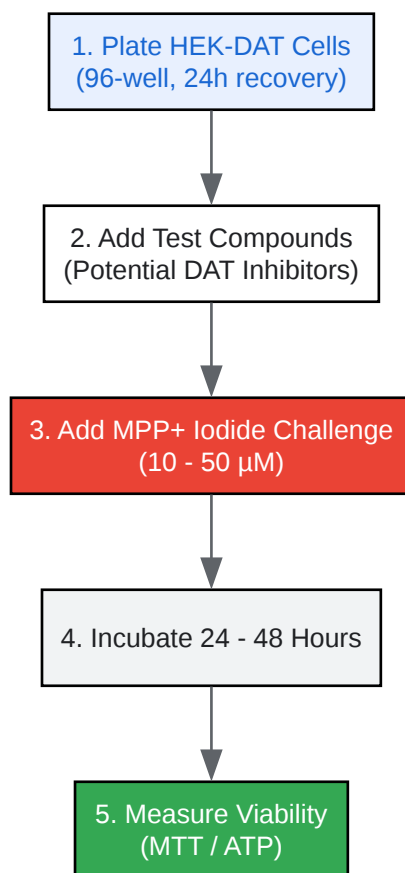 1. Plate HEK-DAT Cells
(96-well, 24h recovery)
2. Add Test Compounds
(Potential DAT Inhibitors)
3. Add MPP+ Iodide Challenge
(10 - 50 µM)
4. Incubate 24 - 48 Hours
5. Measure Viability
(MTT / ATP)